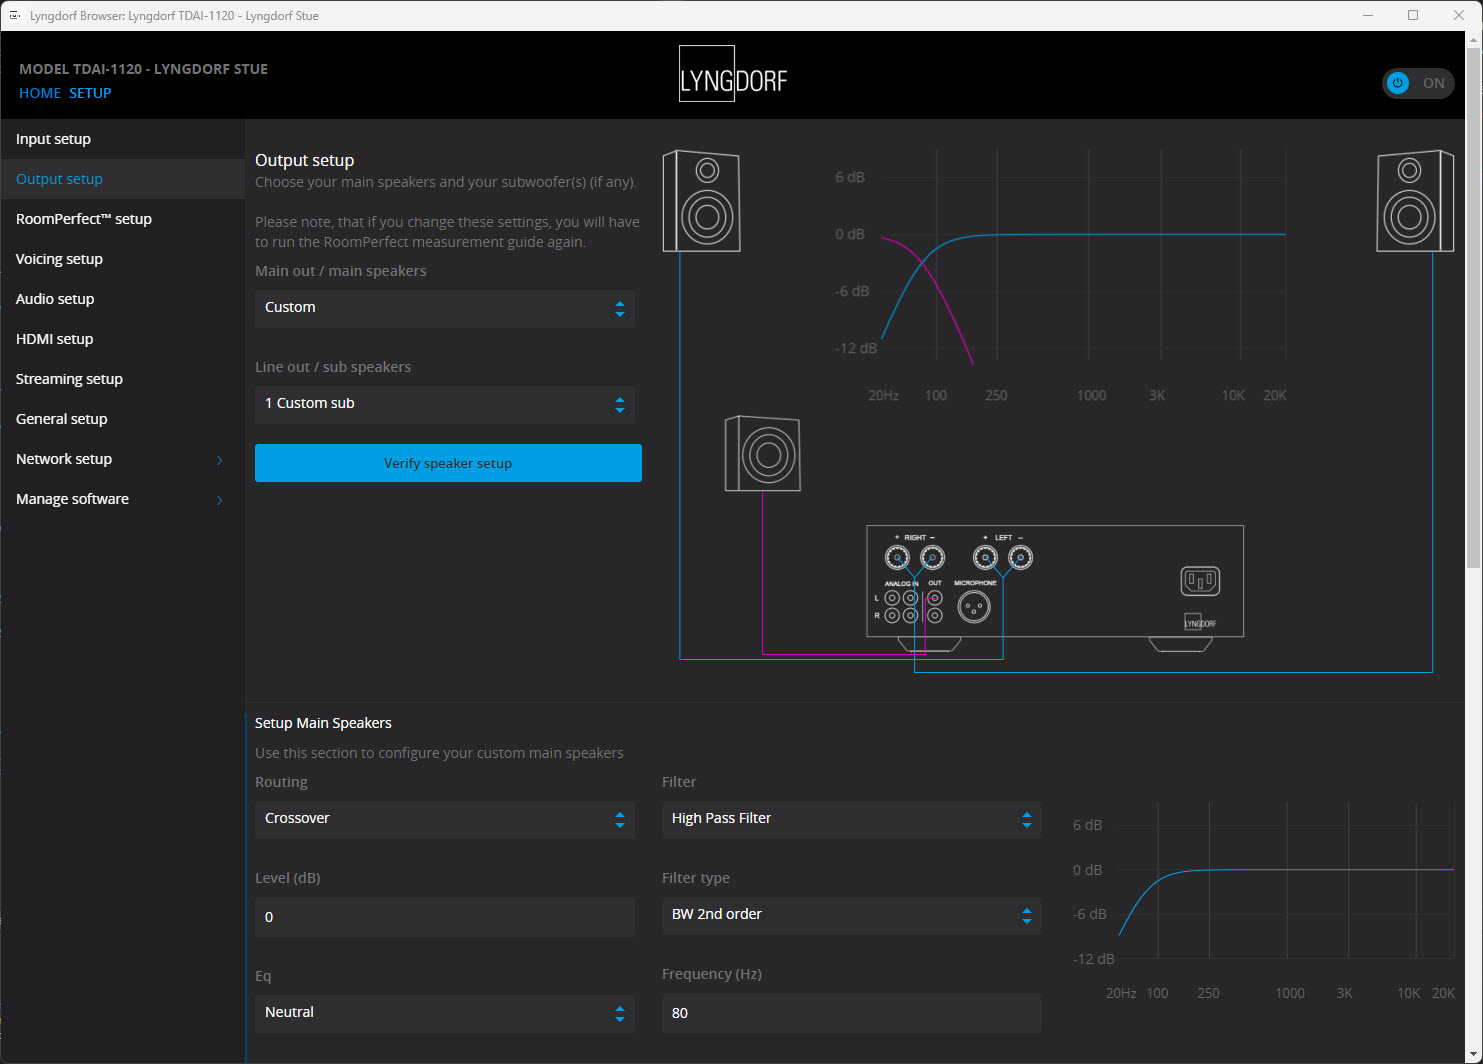 Lyngdorf Browser: Lyngdorf TDAI-1120 - Lyngdorf Stue
MODEL TDAI-1120 - LYNGDORF STUE
HOME SETUP
LYNGDORF
ON
Input setup
Output setup
RoomPerfect™ setup
Voicing setup
Audio setup
HDMI setup
Streaming setup
General setup
Network setup
Manage software
Output setup
Choose your main speakers and your subwoofer(s) (if any).
Please note, that if you change these settings, you will have
to run the RoomPerfect measurement guide again.
Main out / main speakers
Custom
Line out / sub speakers
1 Custom sub
Verify speaker setup
6 dB
0 dB
-6 dB
-12 dB
20Hz 100 250 1000 3K 10K 20K
+ RIGHT − + LEFT −
ANALOG IN OUT MICROPHONE
L
R
LYNGDORF
Setup Main Speakers
Use this section to configure your custom main speakers
Routing
Crossover
Level (dB)
0
Eq
Neutral
Filter
High Pass Filter
Filter type
BW 2nd order
Frequency (Hz)
80
6 dB
0 dB
-6 dB
-12 dB
20Hz 100 250 1000 3K 10K 20K